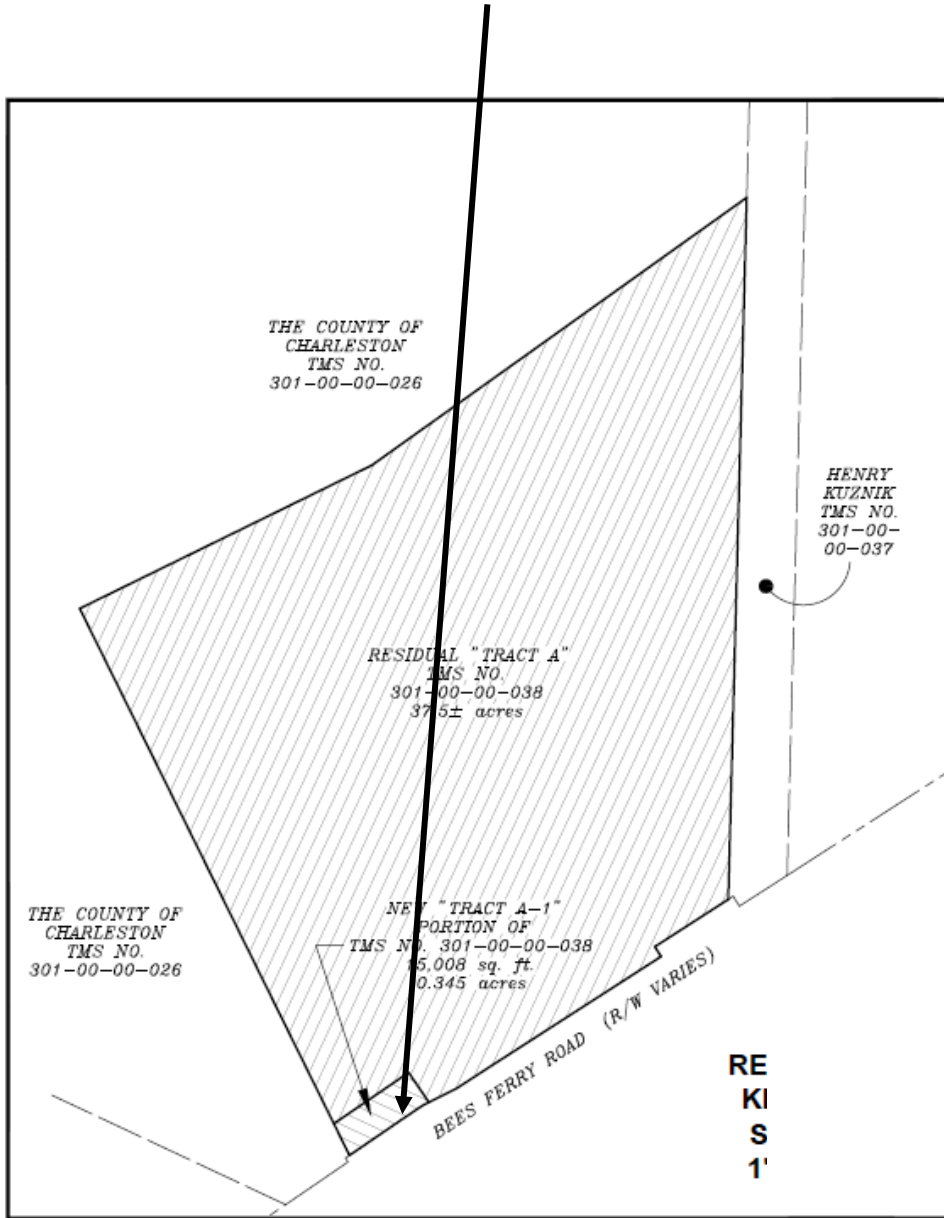 THE COUNTY OF
CHARLESTON
TMS NO.
301-00-00-026
HENRY
KUZNIK
TMS NO.
301-00-
00-037
RESIDUAL "TRACT A"
TMS NO.
301-00-00-038
37.5± acres
THE COUNTY OF
CHARLESTON
TMS NO.
301-00-00-026
NEW "TRACT A-1"
PORTION OF
TMS NO. 301-00-00-038
15,008 sq. ft.
0.345 acres
BEES FERRY ROAD (R/W VARIES)
RE
S